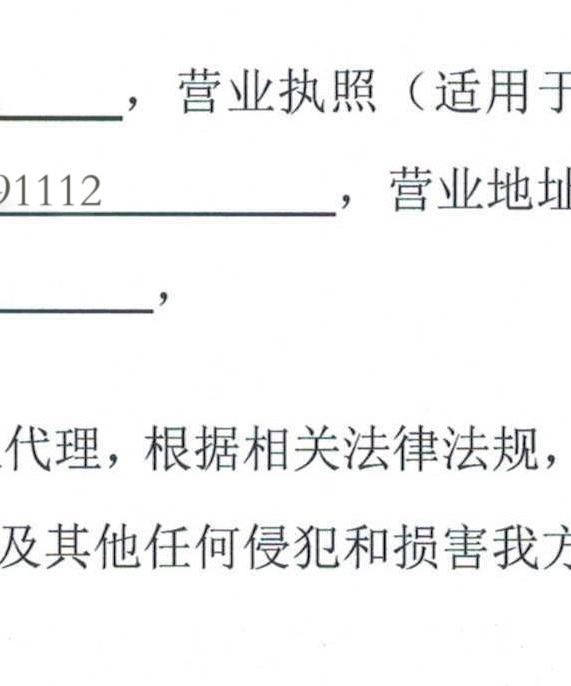 ，营业执照（适用于
91112，营业地址
，
代理，根据相关法律法规，
及其他任何侵犯和损害我方